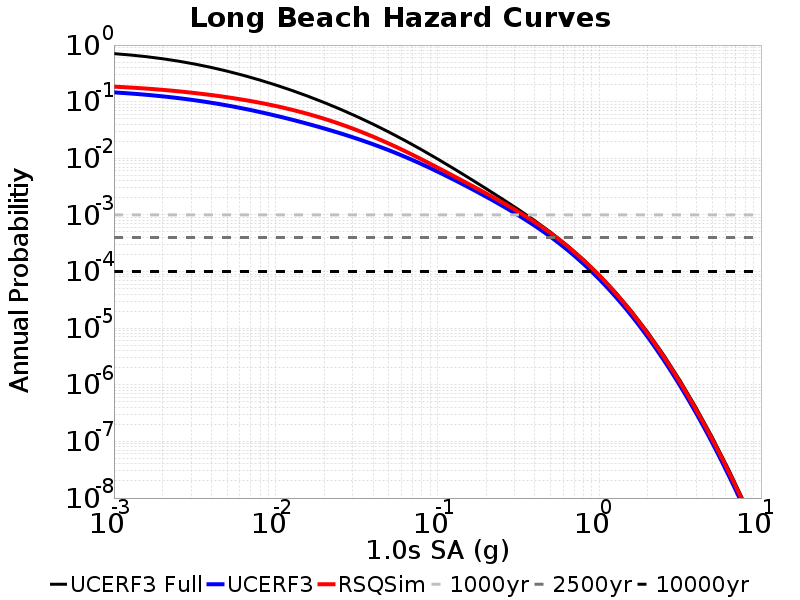 Long Beach Hazard Curves
Annual Probabilitiy
10^0
10^-1
10^-2
10^-3
10^-4
10^-5
10^-6
10^-7
10^-8
10^-3 10^-2 10^-1 10^0 10^1
1.0s SA (g)
UCERF3 Full UCERF3 RSQSim 1000yr 2500yr 10000yr